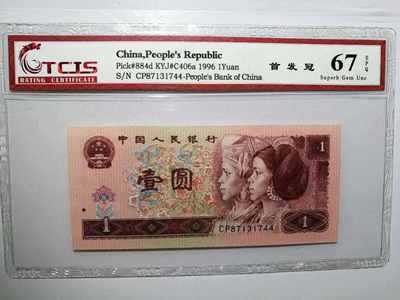 TCIS
RATING CERTIFICATE
China,People's Republic
Pick#884d KYJ#C406a 1996 1Yuan
S/N CP87131744-People's Bank of China
首发冠
67 EPQ
Superb Gem Unc
中国人民银行
壹圆
1
1
CP87131744